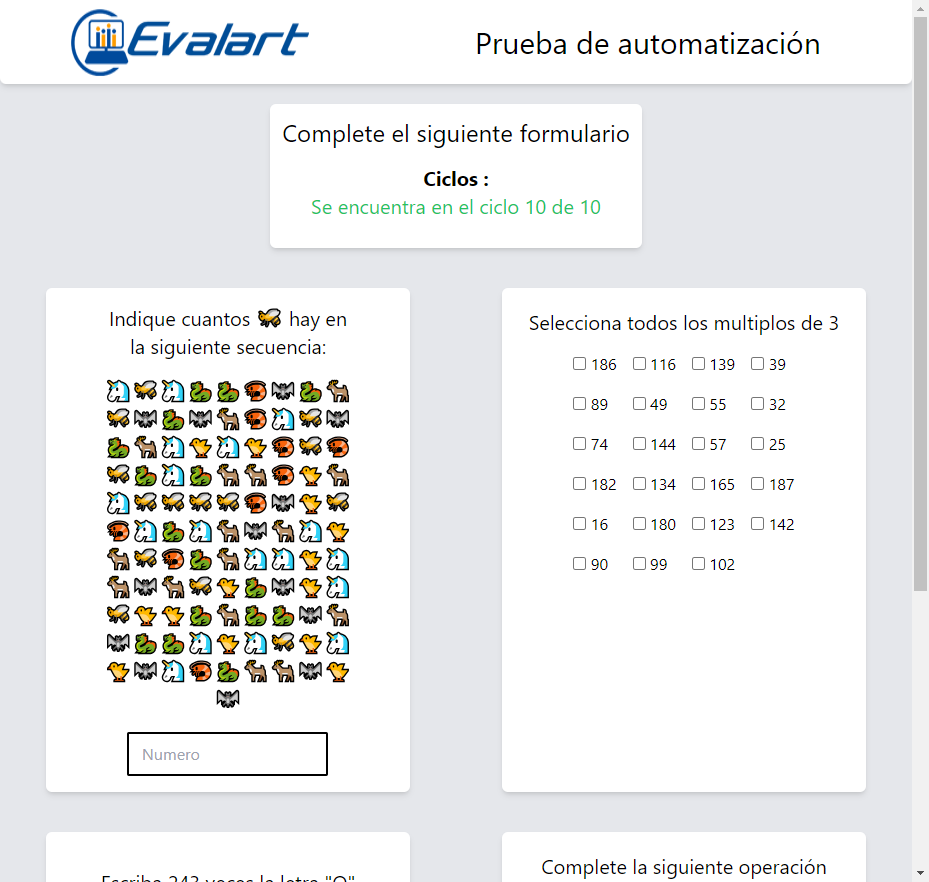 Evalart
Prueba de automatización
Complete el siguiente formulario
Ciclos :
Se encuentra en el ciclo 10 de 10
Indique cuantos 🐝 hay en
la siguiente secuencia:
Numero
Selecciona todos los multiplos de 3
186 116 139 39
89 49 55 32
74 144 57 25
182 134 165 187
16 180 123 142
90 99 102
Escriba 243 veces la letra "O"
Complete la siguiente operación